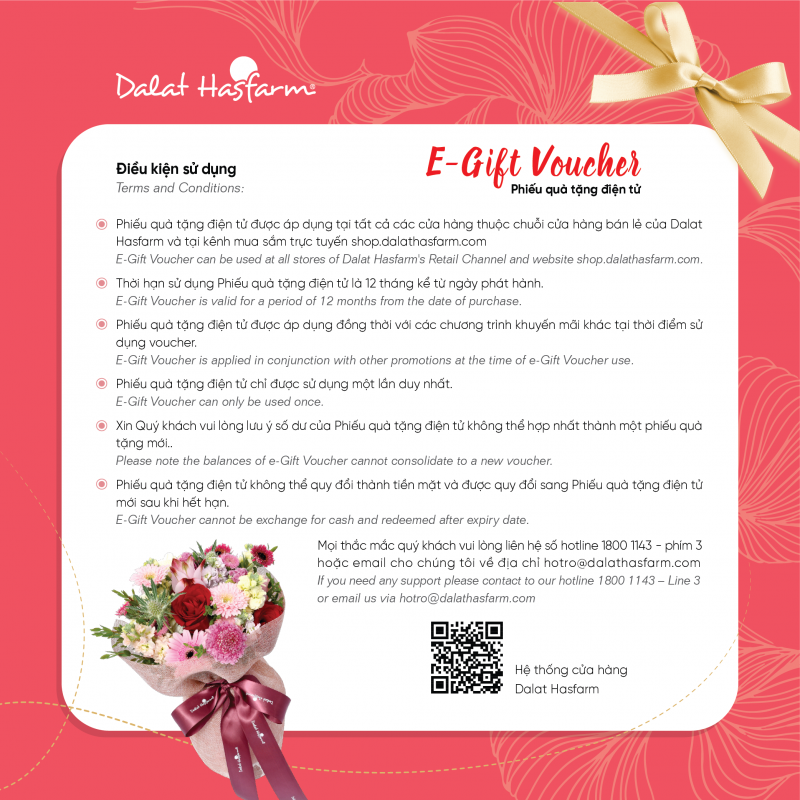 Dalat Hasfarm®
E-Gift Voucher
Phiếu quà tặng điện tử
Điều kiện sử dụng
Terms and Conditions:
Phiếu quà tặng điện tử được áp dụng tại tất cả các cửa hàng thuộc chuỗi cửa hàng bán lẻ của Dalat
Hasfarm và tại kênh mua sắm trực tuyến shop.dalathasfarm.com
E-Gift Voucher can be used at all stores of Dalat Hasfarm's Retail Channel and website shop.dalathasfarm.com.
Thời hạn sử dụng Phiếu quà tặng điện tử là 12 tháng kể từ ngày phát hành.
E-Gift Voucher is valid for a period of 12 months from the date of purchase.
Phiếu quà tặng điện tử được áp dụng đồng thời với các chương trình khuyến mãi khác tại thời điểm sử
dụng voucher.
E-Gift Voucher is applied in conjunction with other promotions at the time of e-Gift Voucher use.
Phiếu quà tặng điện tử chỉ được sử dụng một lần duy nhất.
E-Gift Voucher can only be used once.
Xin Quý khách vui lòng lưu ý số dư của Phiếu quà tặng điện tử không thể hợp nhất thành một phiếu quà
tặng mới..
Please note the balances of e-Gift Voucher cannot consolidate to a new voucher.
Phiếu quà tặng điện tử không thể quy đổi thành tiền mặt và được quy đổi sang Phiếu quà tặng điện tử
mới sau khi hết hạn.
E-Gift Voucher cannot be exchange for cash and redeemed after expiry date.
Mọi thắc mắc quý khách vui lòng liên hệ số hotline 1800 1143 - phím 3
hoặc email cho chúng tôi về địa chỉ hotro@dalathasfarm.com
If you need any support please contact to our hotline 1800 1143 – Line 3
or email us via hotro@dalathasfarm.com
Hệ thống cửa hàng
Dalat Hasfarm
Dalat Hasfarm